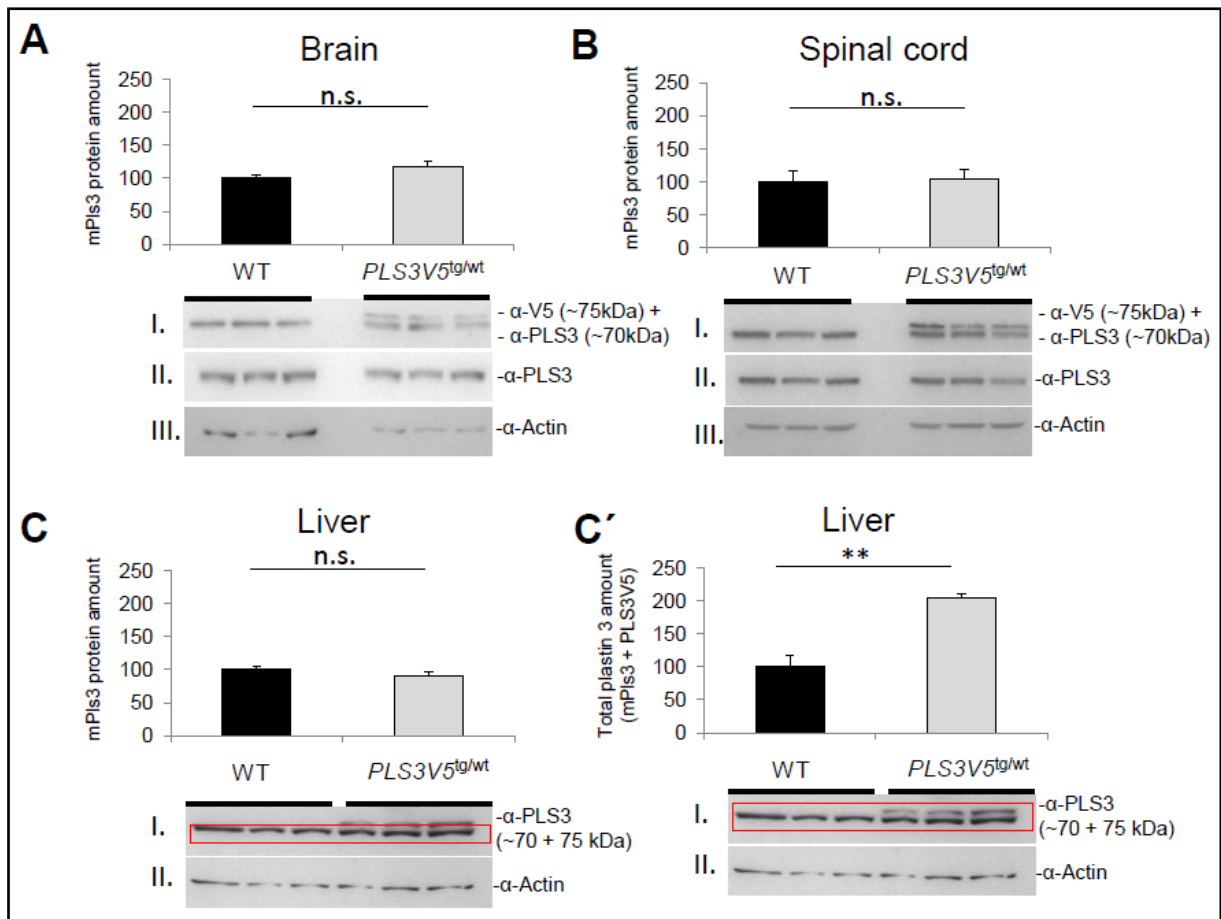 A
Brain
mPls3 protein amount
250
200
150
100
50
0
n.s.
WT
PLS3V5tg/wt
I.
- α-V5 (~75kDa) +
- α-PLS3 (~70kDa)
II.
-α-PLS3
III.
-α-Actin
B
Spinal cord
mPls3 protein amount
250
200
150
100
50
0
n.s.
WT
PLS3V5tg/wt
I.
- α-V5 (~75kDa) +
- α-PLS3 (~70kDa)
II.
-α-PLS3
III.
-α-Actin
C
Liver
mPls3 protein amount
250
200
150
100
50
0
n.s.
WT
PLS3V5tg/wt
I.
-α-PLS3
(~70 + 75 kDa)
II.
-α-Actin
C´
Liver
Total plastin 3 amount
(mPls3 + PLS3V5)
250
200
150
100
50
0
**
WT
PLS3V5tg/wt
I.
-α-PLS3
(~70 + 75 kDa)
II.
-α-Actin